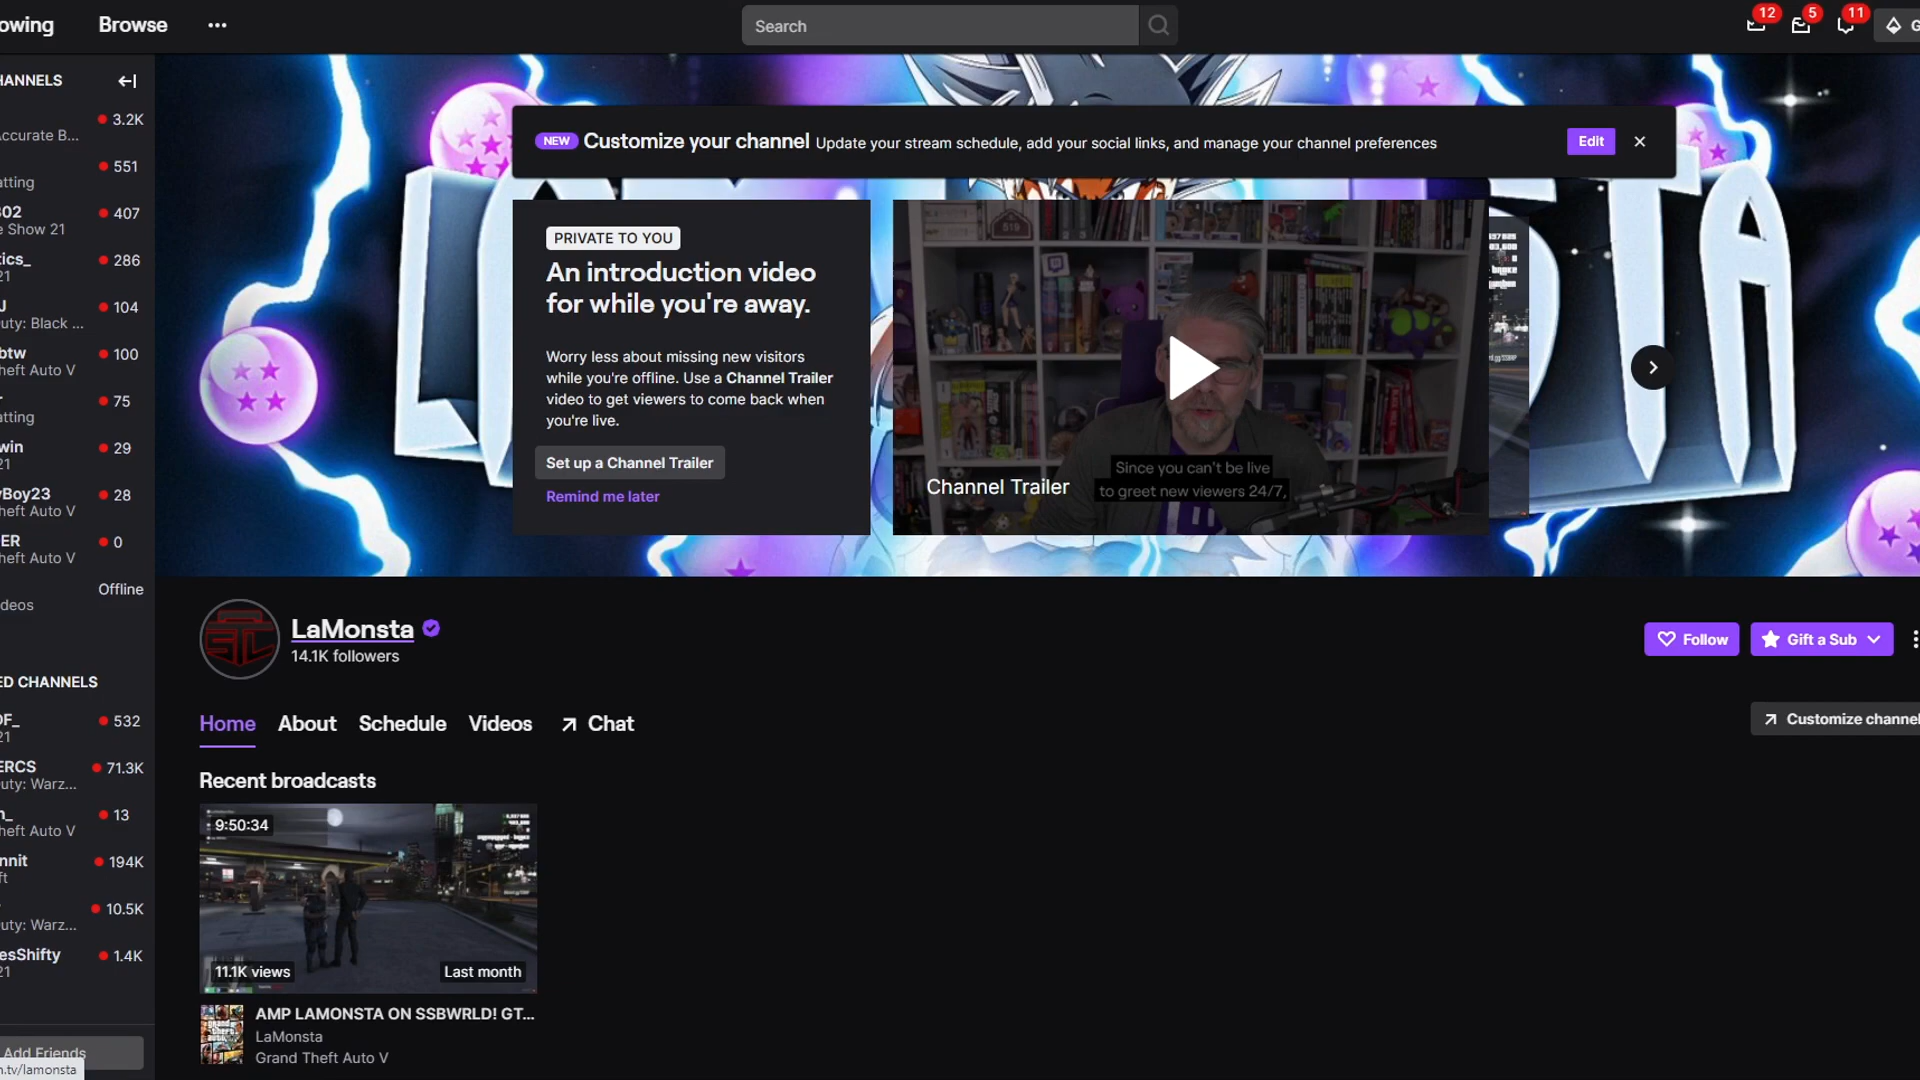 owing
Browse
Search
12
5
11
G
HANNELS
3.2K
Accurate B...
551
atting
407
e Show 21
286
21
104
uty: Black ...
btw
100
heft Auto V
75
atting
win
29
21
yBoy23
28
heft Auto V
ER
0
heft Auto V
Offline
deos
ED CHANNELS
532
21
ERCS
71.3K
uty: Warz...
13
heft Auto V
nnit
194K
ft
10.5K
uty: Warz...
esShifty
1.4K
21
Add Friends
n.tv/lamonsta
NEW Customize your channel Update your stream schedule, add your social links, and manage your channel preferences
Edit
PRIVATE TO YOU
An introduction video
for while you're away.
Worry less about missing new visitors
while you're offline. Use a Channel Trailer
video to get viewers to come back when
you're live.
Set up a Channel Trailer
Remind me later
519
Since you can't be live
to greet new viewers 24/7,
Channel Trailer
LaMonsta
14.1K followers
Follow
Gift a Sub
Home
About
Schedule
Videos
Chat
Customize channel
Recent broadcasts
9:50:34
11.1K views
Last month
AMP LAMONSTA ON SSBWRLD! GT...
LaMonsta
Grand Theft Auto V